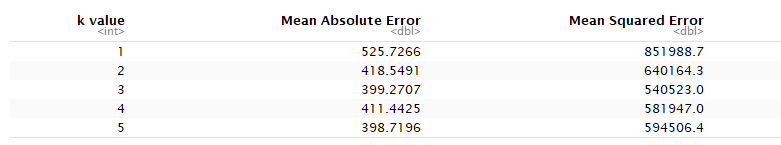 k value Mean Absolute Error Mean Squared Error
<int> <dbl> <dbl>
1 525.7266 851988.7
2 418.5491 640164.3
3 399.2707 540523.0
4 411.4425 581947.0
5 398.7196 594506.4